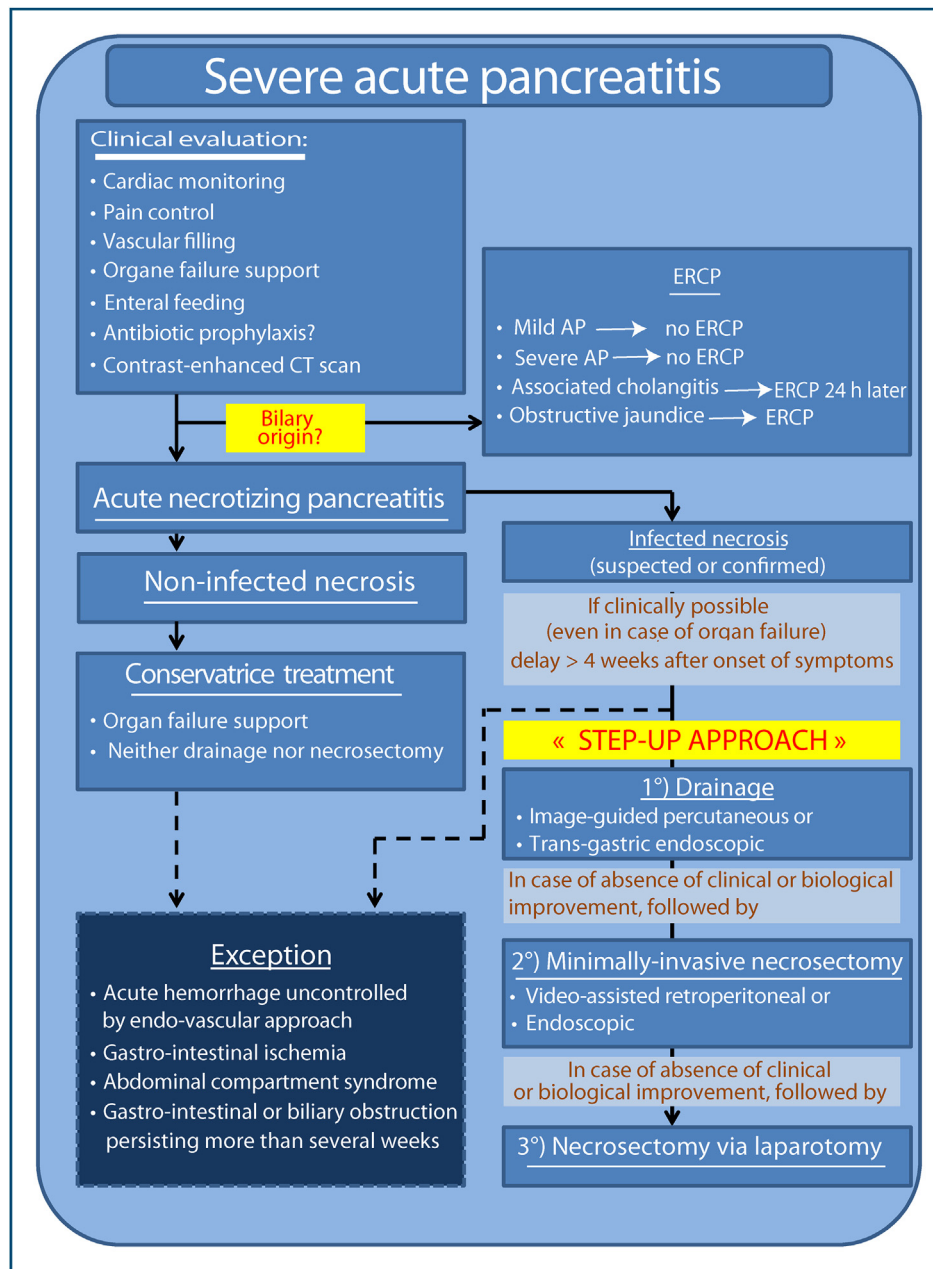 Severe acute pancreatitis
Clinical evaluation:
• Cardiac monitoring
• Pain control
• Vascular filling
• Organe failure support
• Enteral feeding
• Antibiotic prophylaxis?
• Contrast-enhanced CT scan
Bilary
origin?
ERCP
• Mild AP → no ERCP
• Severe AP → no ERCP
• Associated cholangitis → ERCP 24 h later
• Obstructive jaundice → ERCP
Acute necrotizing pancreatitis
Non-infected necrosis
Conservatrice treatment
• Organ failure support
• Neither drainage nor necrosectomy
Infected necrosis
(suspected or confirmed)
If clinically possible
(even in case of organ failure)
delay > 4 weeks after onset of symptoms
« STEP-UP APPROACH »
1°) Drainage
• Image-guided percutaneous or
• Trans-gastric endoscopic
In case of absence of clinical or biological
improvement, followed by
2°) Minimally-invasive necrosectomy
• Video-assisted retroperitoneal or
• Endoscopic
In case of absence of clinical
or biological improvement, followed by
3°) Necrosectomy via laparotomy
Exception
• Acute hemorrhage uncontrolled
by endo-vascular approach
• Gastro-intestinal ischemia
• Abdominal compartment syndrome
• Gastro-intestinal or biliary obstruction
persisting more than several weeks